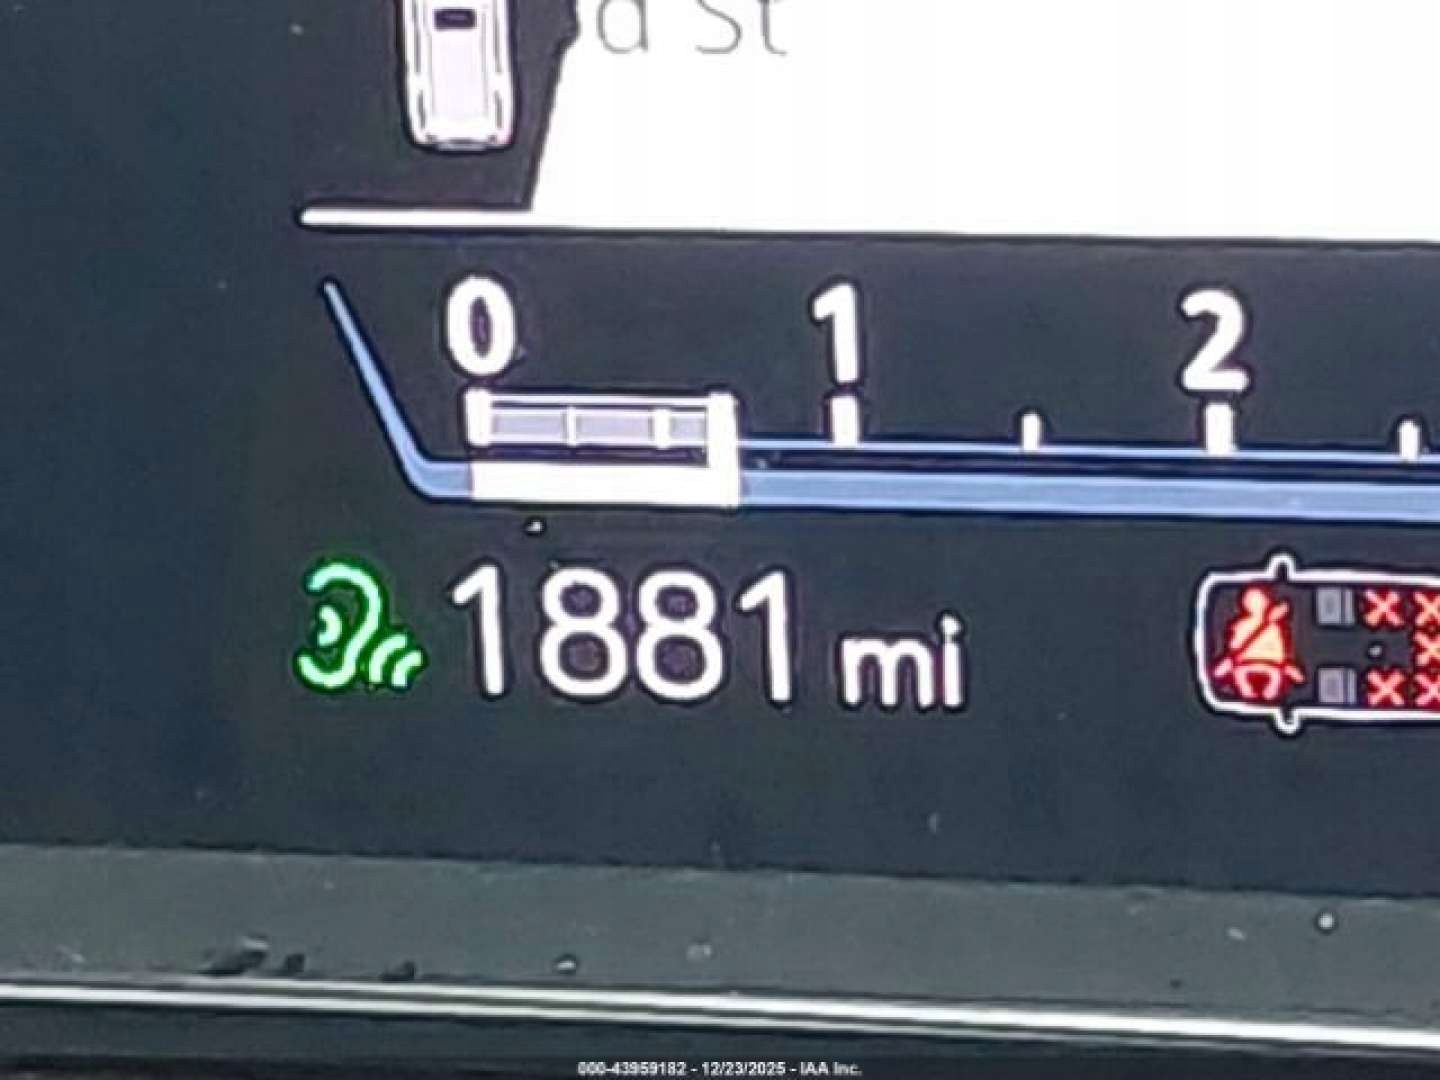 d St
0 1 2
1881 mi
000-43959182 - 12/23/2025 - IAA Inc.